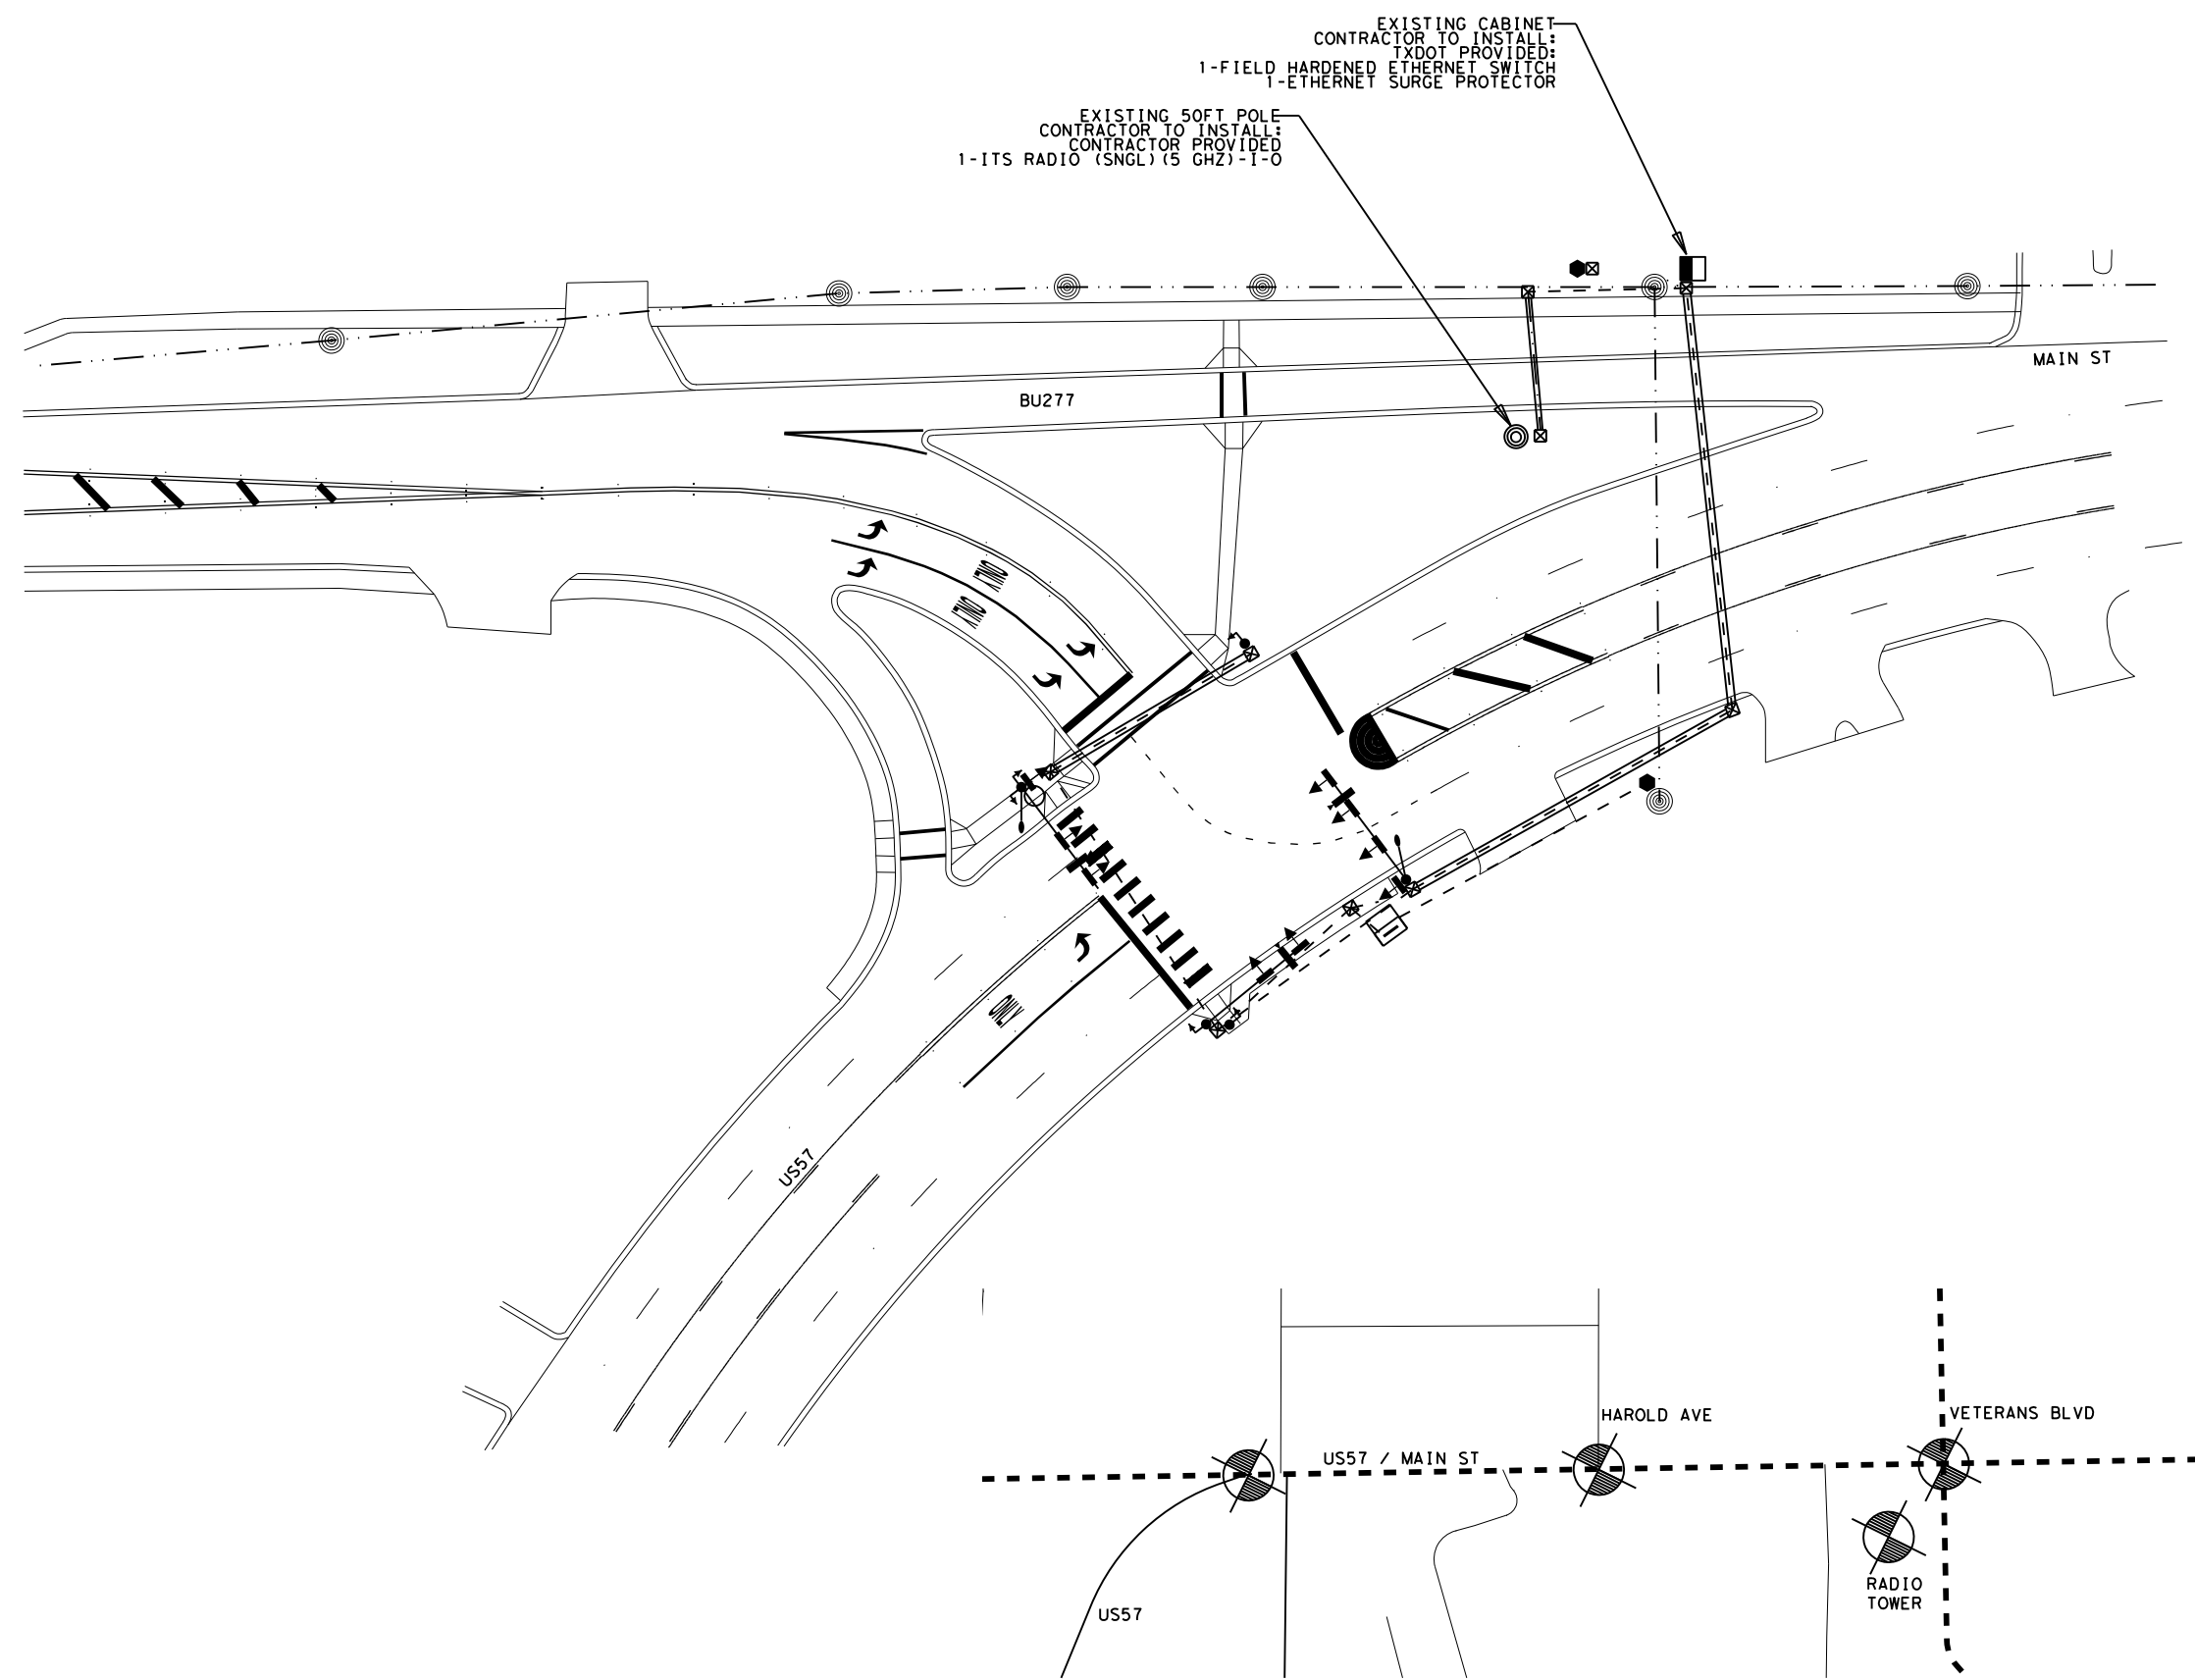 EXISTING CABINET
CONTRACTOR TO INSTALL:
TXDOT PROVIDED:
1-FIELD HARDENED ETHERNET SWITCH
1-ETHERNET SURGE PROTECTOR
EXISTING 50FT POLE
CONTRACTOR TO INSTALL:
CONTRACTOR PROVIDED
1-ITS RADIO (SNGL)(5 GHZ)-I-O
MAIN ST
BU277
ONLY
ONLY
ONLY
US57
HAROLD AVE
VETERANS BLVD
US57 / MAIN ST
RADIO
TOWER
US57